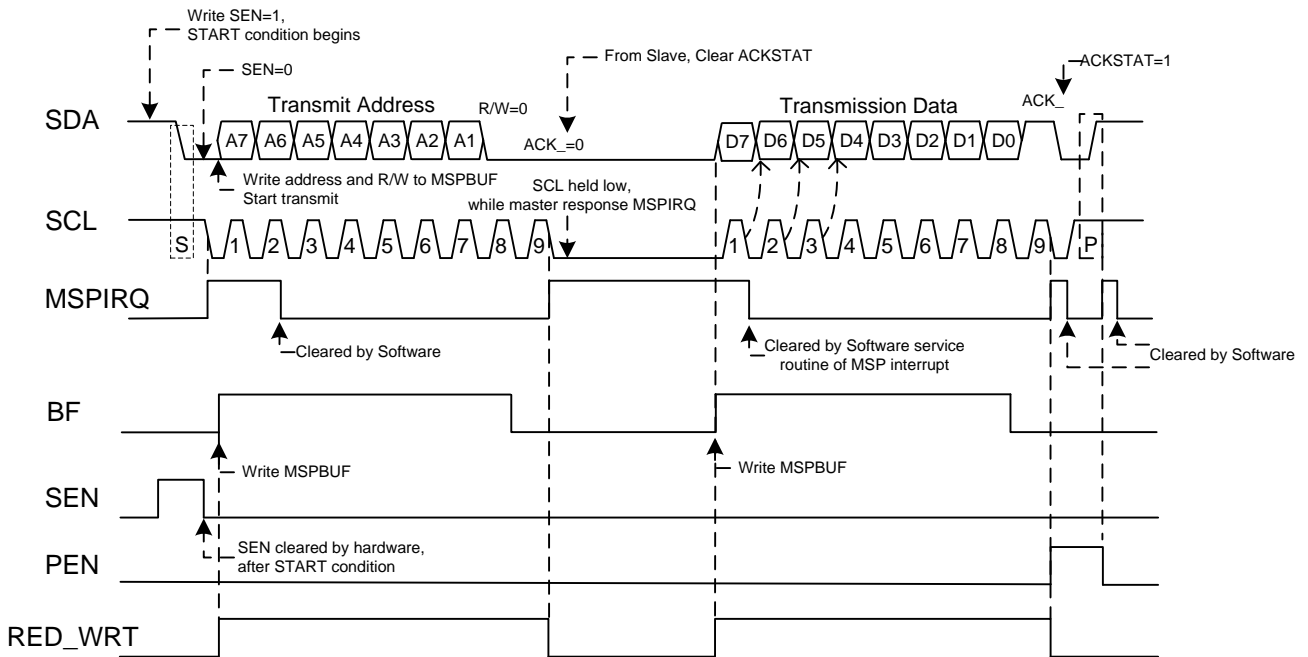 Write SEN=1,
START condition begins
SEN=0
From Slave, Clear ACKSTAT
ACKSTAT=1
Transmit Address
R/W=0
Transmission Data
ACK_
SDA
A7 A6 A5 A4 A3 A2 A1
ACK_=0
D7 D6 D5 D4 D3 D2 D1 D0
Write address and R/W to MSPBUF
Start transmit
SCL held low,
while master response MSPIRQ
SCL
S
1 2 3 4 5 6 7 8 9
1 2 3 4 5 6 7 8 9
P
MSPIRQ
Cleared by Software
Cleared by Software service
routine of MSP interrupt
Cleared by Software
BF
Write MSPBUF
Write MSPBUF
SEN
SEN cleared by hardware,
after START condition
PEN
RED_WRT